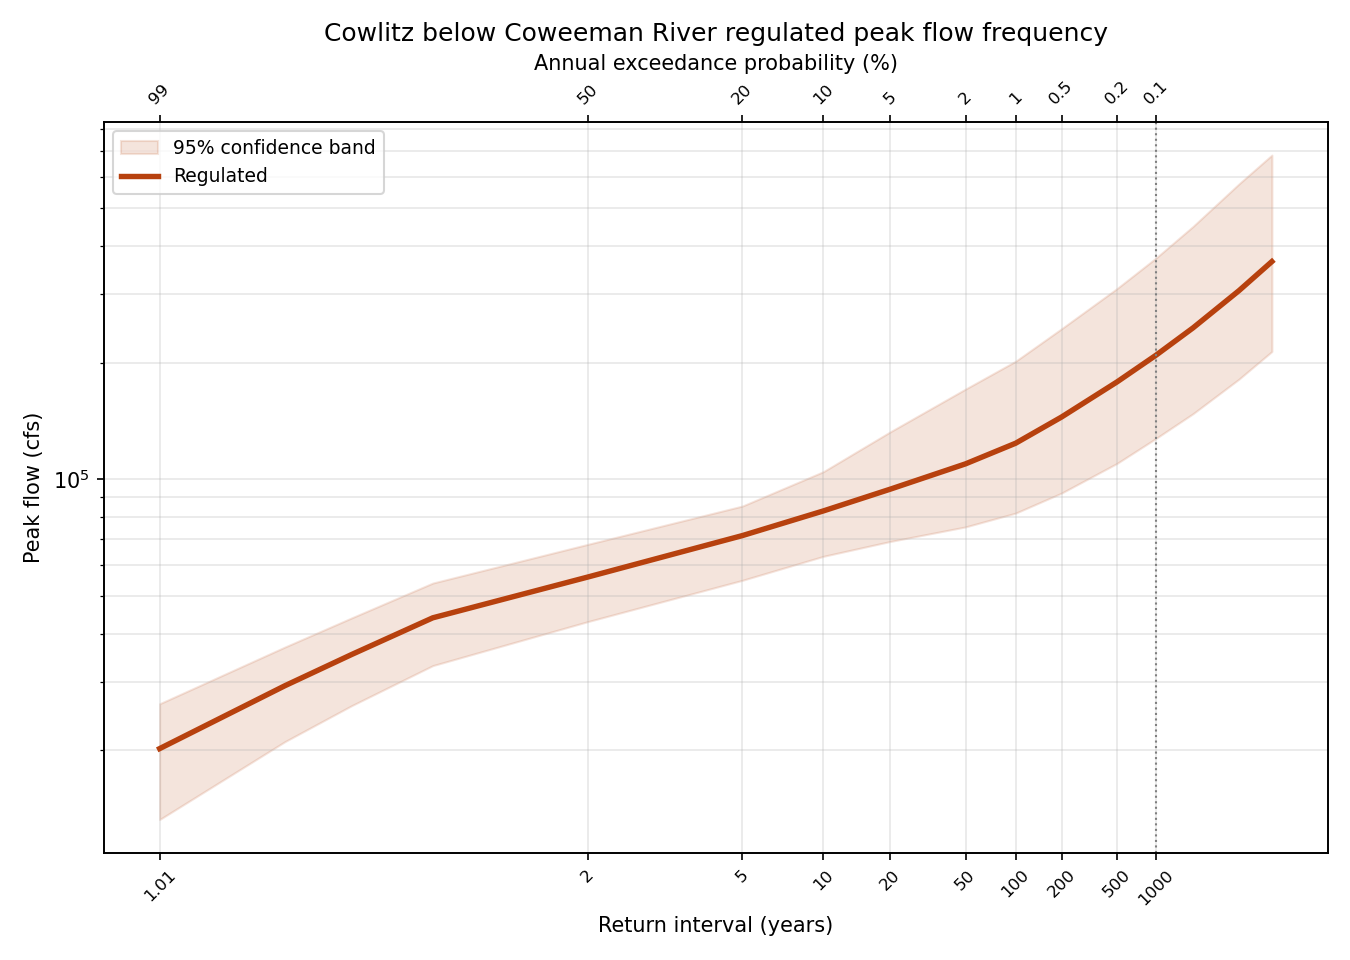 Cowlitz below Coweeman River regulated peak flow frequency
Annual exceedance probability (%)
99 50 20 10 5 2 1 0.5 0.2 0.1
95% confidence band
Regulated
Peak flow (cfs)
10⁵
1.01 2 5 10 20 50 100 200 500 1000
Return interval (years)